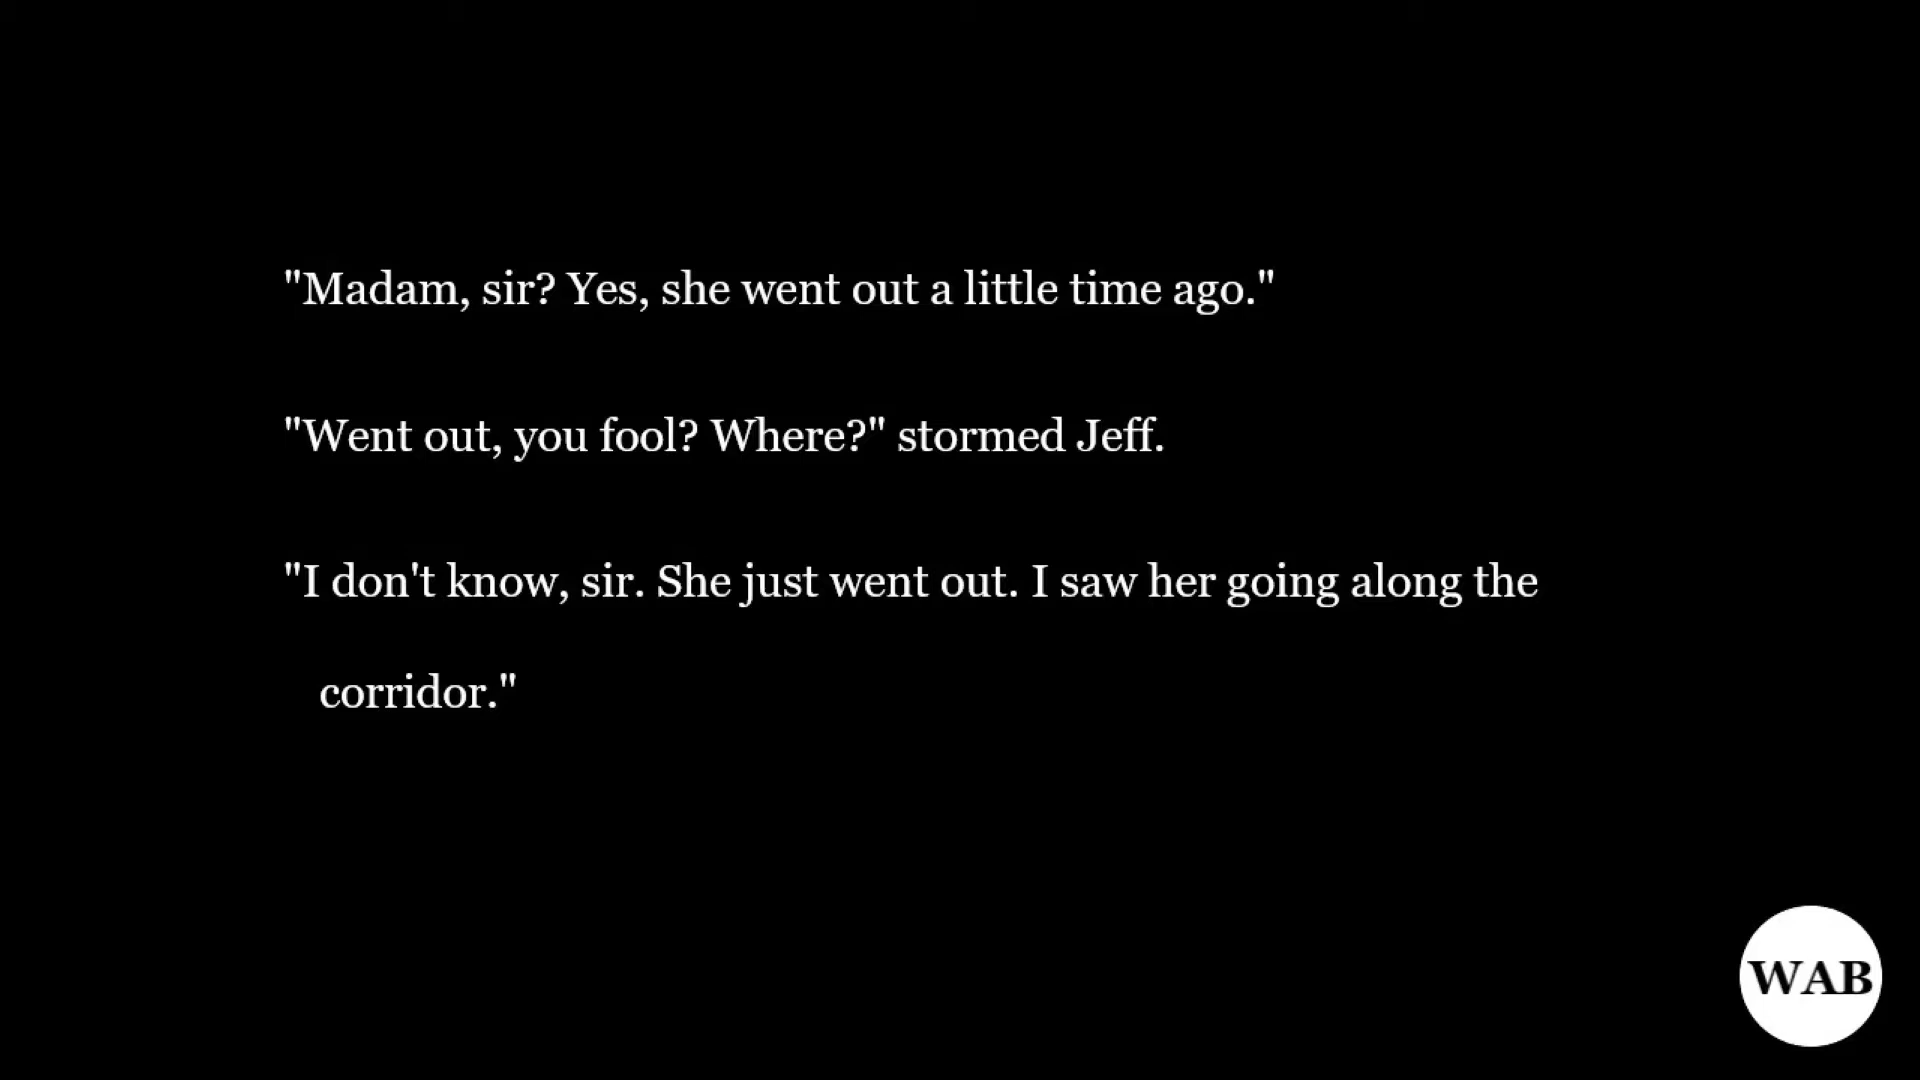 "Madam, sir? Yes, she went out a little time ago."
"Went out, you fool? Where?" stormed Jeff.
"I don't know, sir. She just went out. I saw her going along the
corridor."
WAB